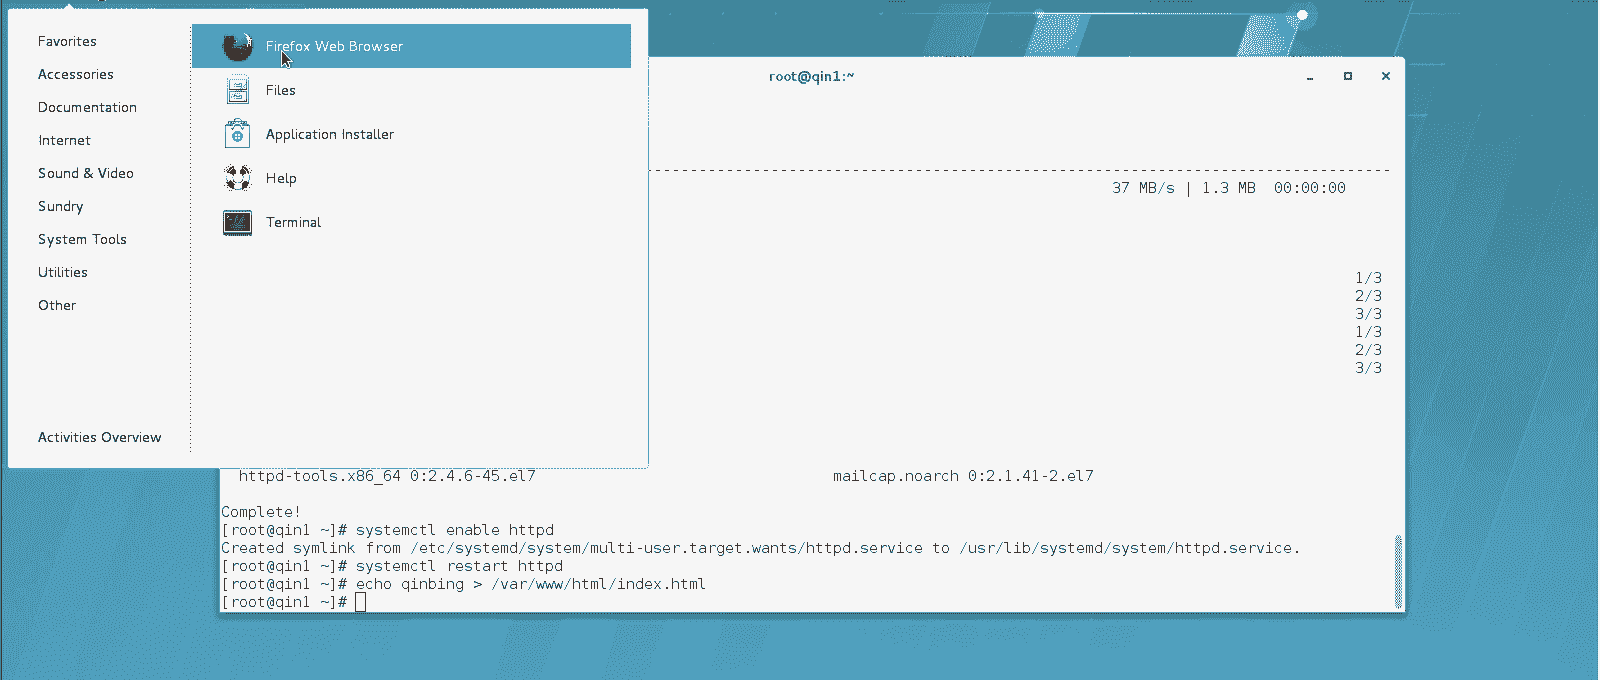 Favorites
Accessories
Documentation
Internet
Sound & Video
Sundry
System Tools
Utilities
Other
Activities Overview
Firefox Web Browser
Files
Application Installer
Help
Terminal
root@qin1:~
--------------------------------------------------------------------------------
37 MB/s | 1.3 MB  00:00:00
1/3
2/3
3/3
1/3
2/3
3/3
httpd-tools.x86_64 0:2.4.6-45.el7 mailcap.noarch 0:2.1.41-2.el7
Complete!
[root@qin1 ~]# systemctl enable httpd
Created symlink from /etc/systemd/system/multi-user.target.wants/httpd.service to /usr/lib/systemd/system/httpd.service.
[root@qin1 ~]# systemctl restart httpd
[root@qin1 ~]# echo qinbing > /var/www/html/index.html
[root@qin1 ~]#